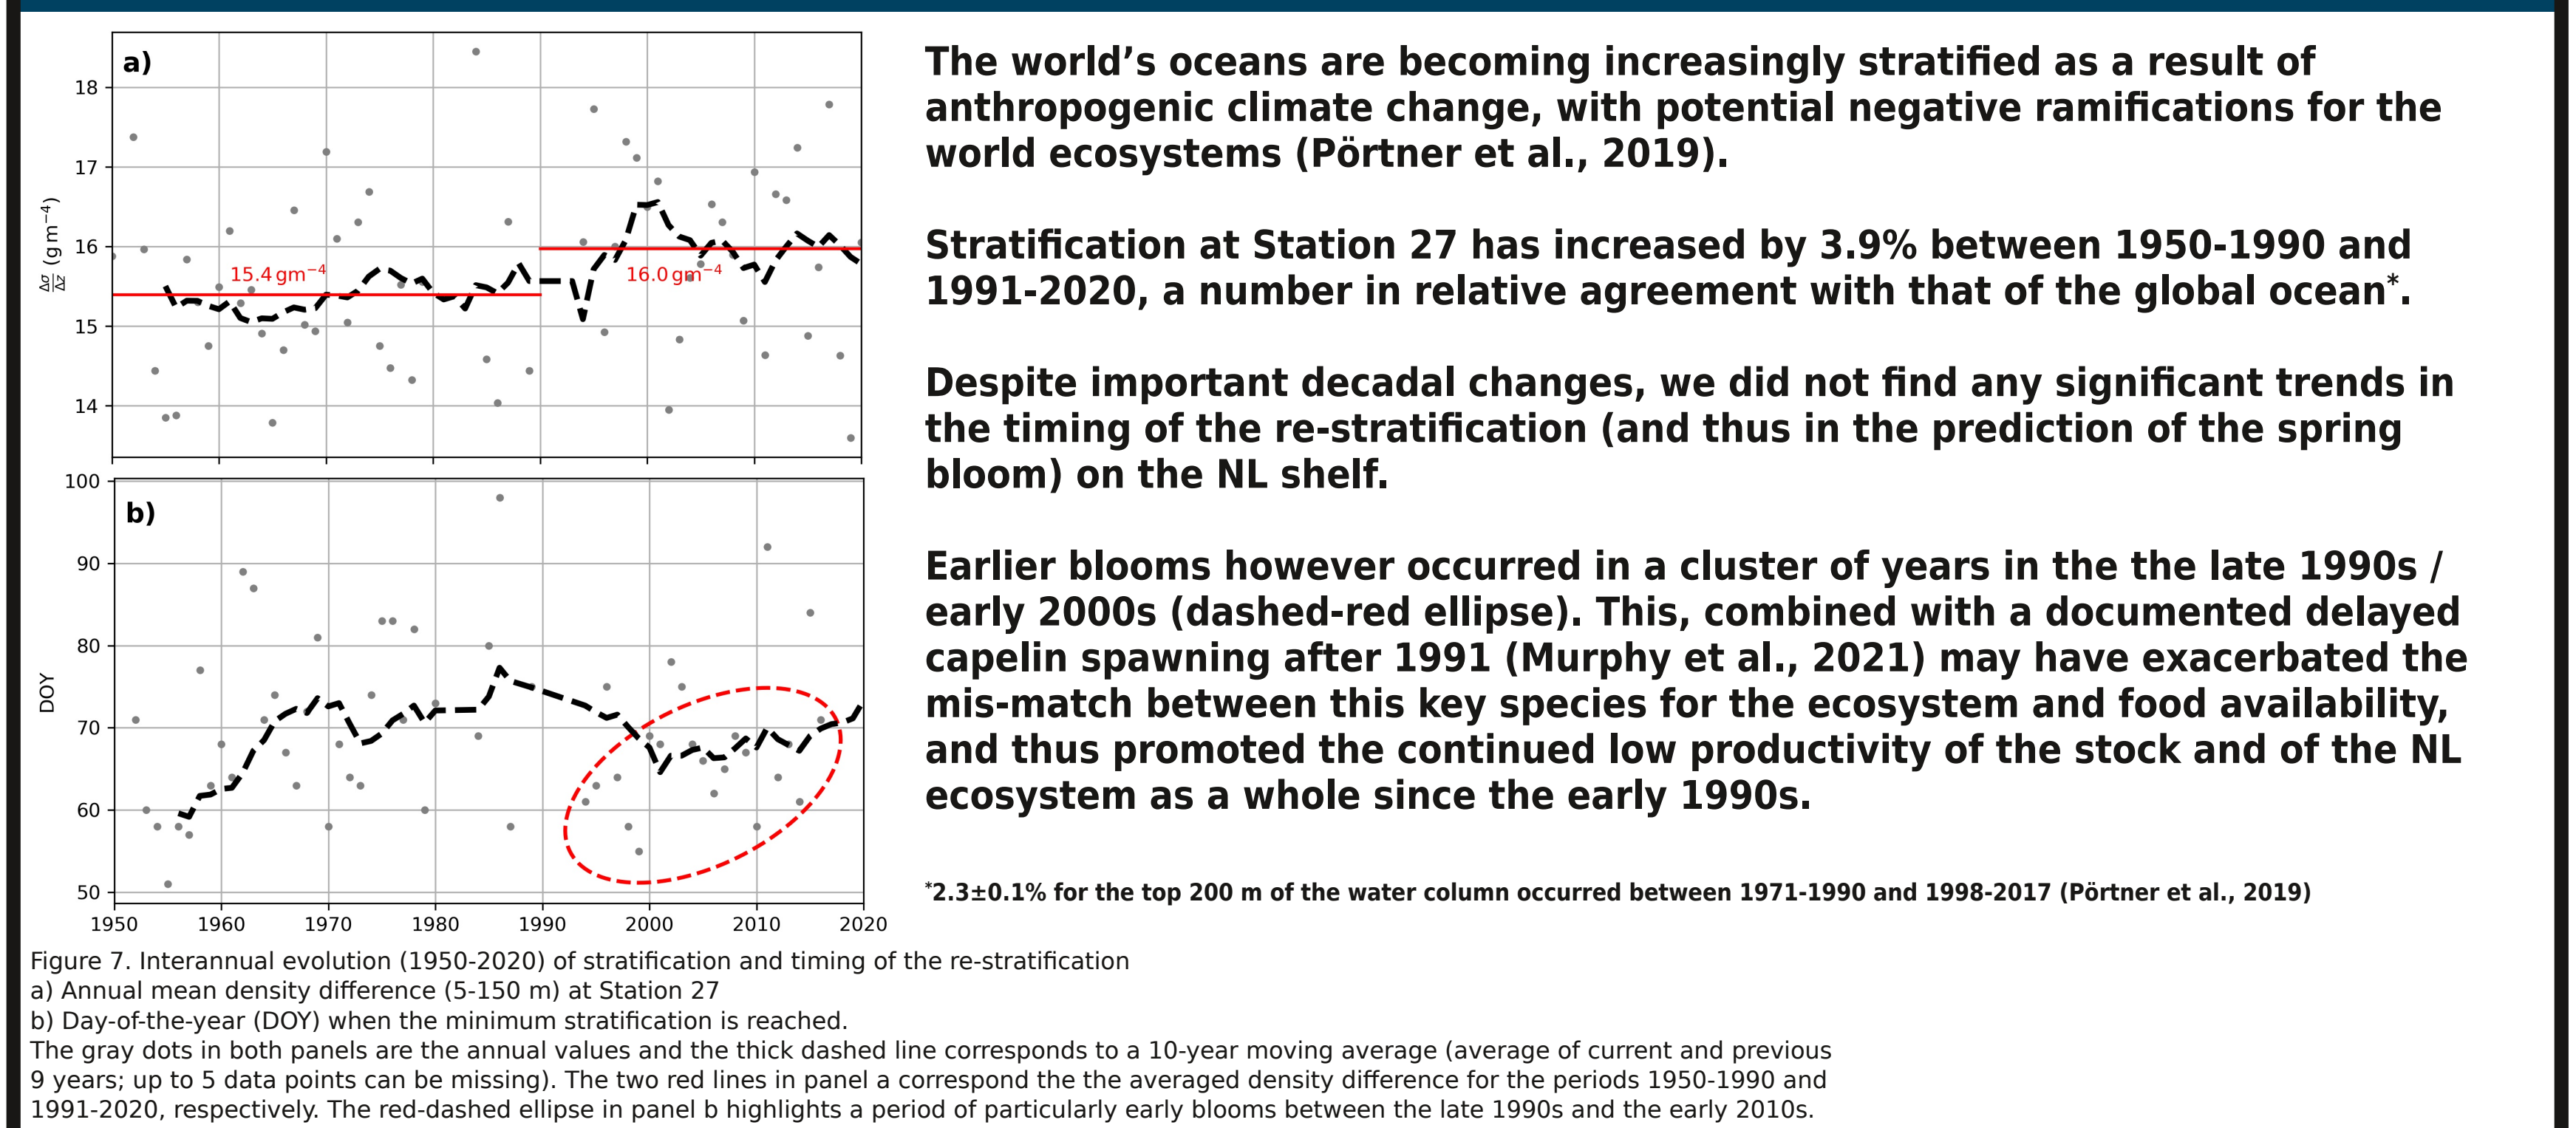 a)
18
17
16
15
14
Δσ/Δz (g m⁻⁴)
15.4 gm⁻⁴
16.0 gm⁻⁴
b)
100
90
80
70
60
50
DOY
1950 1960 1970 1980 1990 2000 2010 2020
The world’s oceans are becoming increasingly stratified as a result of
anthropogenic climate change, with potential negative ramifications for the
world ecosystems (Pörtner et al., 2019).
Stratification at Station 27 has increased by 3.9% between 1950-1990 and
1991-2020, a number in relative agreement with that of the global ocean*.
Despite important decadal changes, we did not find any significant trends in
the timing of the re-stratification (and thus in the prediction of the spring
bloom) on the NL shelf.
Earlier blooms however occurred in a cluster of years in the the late 1990s /
early 2000s (dashed-red ellipse). This, combined with a documented delayed
capelin spawning after 1991 (Murphy et al., 2021) may have exacerbated the
mis-match between this key species for the ecosystem and food availability,
and thus promoted the continued low productivity of the stock and of the NL
ecosystem as a whole since the early 1990s.
*2.3±0.1% for the top 200 m of the water column occurred between 1971-1990 and 1998-2017 (Pörtner et al., 2019)
Figure 7. Interannual evolution (1950-2020) of stratification and timing of the re-stratification
a) Annual mean density difference (5-150 m) at Station 27
b) Day-of-the-year (DOY) when the minimum stratification is reached.
The gray dots in both panels are the annual values and the thick dashed line corresponds to a 10-year moving average (average of current and previous
9 years; up to 5 data points can be missing). The two red lines in panel a correspond the the averaged density difference for the periods 1950-1990 and
1991-2020, respectively. The red-dashed ellipse in panel b highlights a period of particularly early blooms between the late 1990s and the early 2010s.